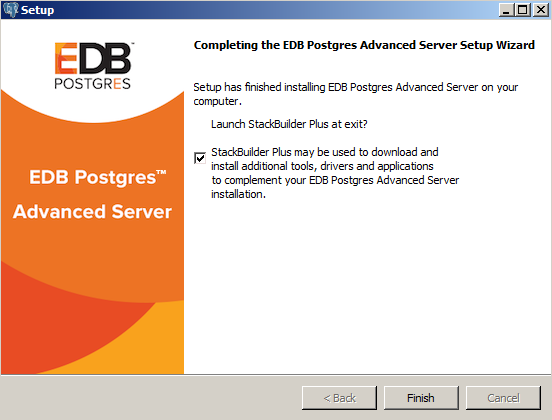 Setup
EDB™
POSTGRES
EDB Postgres™
Advanced Server
Completing the EDB Postgres Advanced Server Setup Wizard
Setup has finished installing EDB Postgres Advanced Server on your
computer.
Launch StackBuilder Plus at exit?
StackBuilder Plus may be used to download and
install additional tools, drivers and applications
to complement your EDB Postgres Advanced Server
installation.
< Back
Finish
Cancel